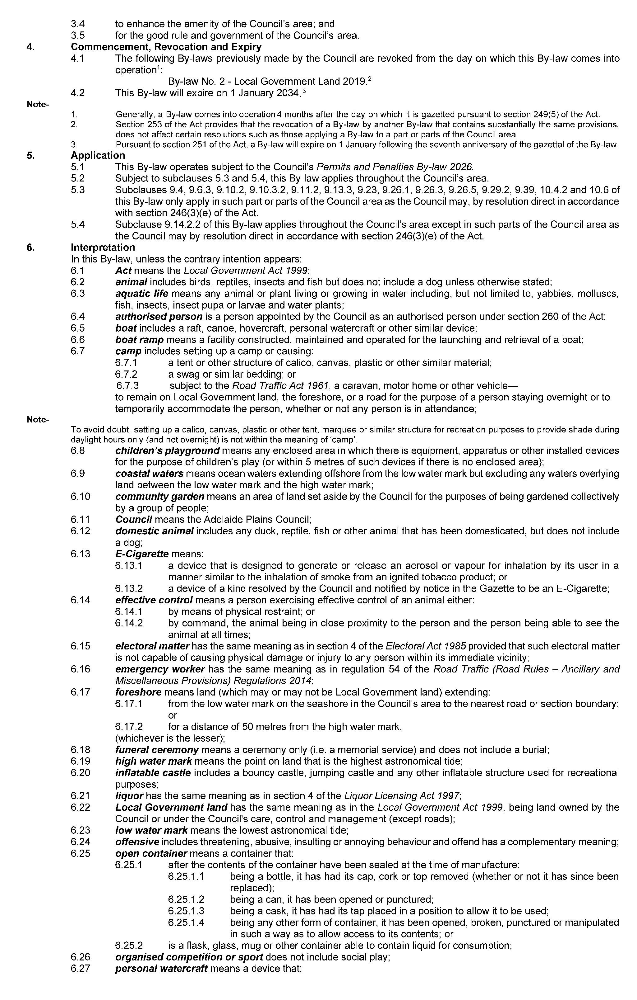 3.4 to enhance the amenity of the Council's area; and
3.5 for the good rule and government of the Council's area.
4. Commencement, Revocation and Expiry
4.1 The following By-laws previously made by the Council are revoked from the day on which this By-law comes into
operation¹:
By-law No. 2 - Local Government Land 2019.²
4.2 This By-law will expire on 1 January 2034.³
Note-
1. Generally, a By-law comes into operation 4 months after the day on which it is gazetted pursuant to section 249(5) of the Act.
2. Section 253 of the Act provides that the revocation of a By-law by another By-law that contains substantially the same provisions,
does not affect certain resolutions such as those applying a By-law to a part or parts of the Council area.
3. Pursuant to section 251 of the Act, a By-law will expire on 1 January following the seventh anniversary of the gazettal of the By-law.
5. Application
5.1 This By-law operates subject to the Council's Permits and Penalties By-law 2026.
5.2 Subject to subclauses 5.3 and 5.4, this By-law applies throughout the Council's area.
5.3 Subclauses 9.4, 9.6.3, 9.10.2, 9.10.3.2, 9.11.2, 9.13.3, 9.23, 9.26.1, 9.26.3, 9.26.5, 9.29.2, 9.39, 10.4.2 and 10.6 of
this By-law only apply in such part or parts of the Council area as the Council may, by resolution direct in accordance
with section 246(3)(e) of the Act.
5.4 Subclause 9.14.2.2 of this By-law applies throughout the Council's area except in such parts of the Council area as
the Council may by resolution direct in accordance with section 246(3)(e) of the Act.
6. Interpretation
In this By-law, unless the contrary intention appears:
6.1 Act means the Local Government Act 1999;
6.2 animal includes birds, reptiles, insects and fish but does not include a dog unless otherwise stated;
6.3 aquatic life means any animal or plant living or growing in water including, but not limited to, yabbies, molluscs,
fish, insects, insect pupa or larvae and water plants;
6.4 authorised person is a person appointed by the Council as an authorised person under section 260 of the Act;
6.5 boat includes a raft, canoe, hovercraft, personal watercraft or other similar device;
6.6 boat ramp means a facility constructed, maintained and operated for the launching and retrieval of a boat;
6.7 camp includes setting up a camp or causing:
6.7.1 a tent or other structure of calico, canvas, plastic or other similar material;
6.7.2 a swag or similar bedding; or
6.7.3 subject to the Road Traffic Act 1961, a caravan, motor home or other vehicle—
to remain on Local Government land, the foreshore, or a road for the purpose of a person staying overnight or to
temporarily accommodate the person, whether or not any person is in attendance;
Note-
To avoid doubt, setting up a calico, canvas, plastic or other tent, marquee or similar structure for recreation purposes to provide shade during
daylight hours only (and not overnight) is not within the meaning of 'camp'.
6.8 children's playground means any enclosed area in which there is equipment, apparatus or other installed devices
for the purpose of children's play (or within 5 metres of such devices if there is no enclosed area);
6.9 coastal waters means ocean waters extending offshore from the low water mark but excluding any waters overlying
land between the low water mark and the high water mark;
6.10 community garden means an area of land set aside by the Council for the purposes of being gardened collectively
by a group of people;
6.11 Council means the Adelaide Plains Council;
6.12 domestic animal includes any duck, reptile, fish or other animal that has been domesticated, but does not include
a dog;
6.13 E-Cigarette means:
6.13.1 a device that is designed to generate or release an aerosol or vapour for inhalation by its user in a
manner similar to the inhalation of smoke from an ignited tobacco product; or
6.13.2 a device of a kind resolved by the Council and notified by notice in the Gazette to be an E-Cigarette;
6.14 effective control means a person exercising effective control of an animal either:
6.14.1 by means of physical restraint; or
6.14.2 by command, the animal being in close proximity to the person and the person being able to see the
animal at all times;
6.15 electoral matter has the same meaning as in section 4 of the Electoral Act 1985 provided that such electoral matter
is not capable of causing physical damage or injury to any person within its immediate vicinity;
6.16 emergency worker has the same meaning as in regulation 54 of the Road Traffic (Road Rules – Ancillary and
Miscellaneous Provisions) Regulations 2014;
6.17 foreshore means land (which may or may not be Local Government land) extending:
6.17.1 from the low water mark on the seashore in the Council's area to the nearest road or section boundary;
or
6.17.2 for a distance of 50 metres from the high water mark,
(whichever is the lesser);
6.18 funeral ceremony means a ceremony only (i.e. a memorial service) and does not include a burial;
6.19 high water mark means the point on land that is the highest astronomical tide;
6.20 inflatable castle includes a bouncy castle, jumping castle and any other inflatable structure used for recreational
purposes;
6.21 liquor has the same meaning as in section 4 of the Liquor Licensing Act 1997;
6.22 Local Government land has the same meaning as in the Local Government Act 1999, being land owned by the
Council or under the Council's care, control and management (except roads);
6.23 low water mark means the lowest astronomical tide;
6.24 offensive includes threatening, abusive, insulting or annoying behaviour and offend has a complementary meaning;
6.25 open container means a container that:
6.25.1 after the contents of the container have been sealed at the time of manufacture:
6.25.1.1 being a bottle, it has had its cap, cork or top removed (whether or not it has since been
replaced);
6.25.1.2 being a can, it has been opened or punctured;
6.25.1.3 being a cask, it has had its tap placed in a position to allow it to be used;
6.25.1.4 being any other form of container, it has been opened, broken, punctured or manipulated
in such a way as to allow access to its contents; or
6.25.2 is a flask, glass, mug or other container able to contain liquid for consumption;
6.26 organised competition or sport does not include social play;
6.27 personal watercraft means a device that: